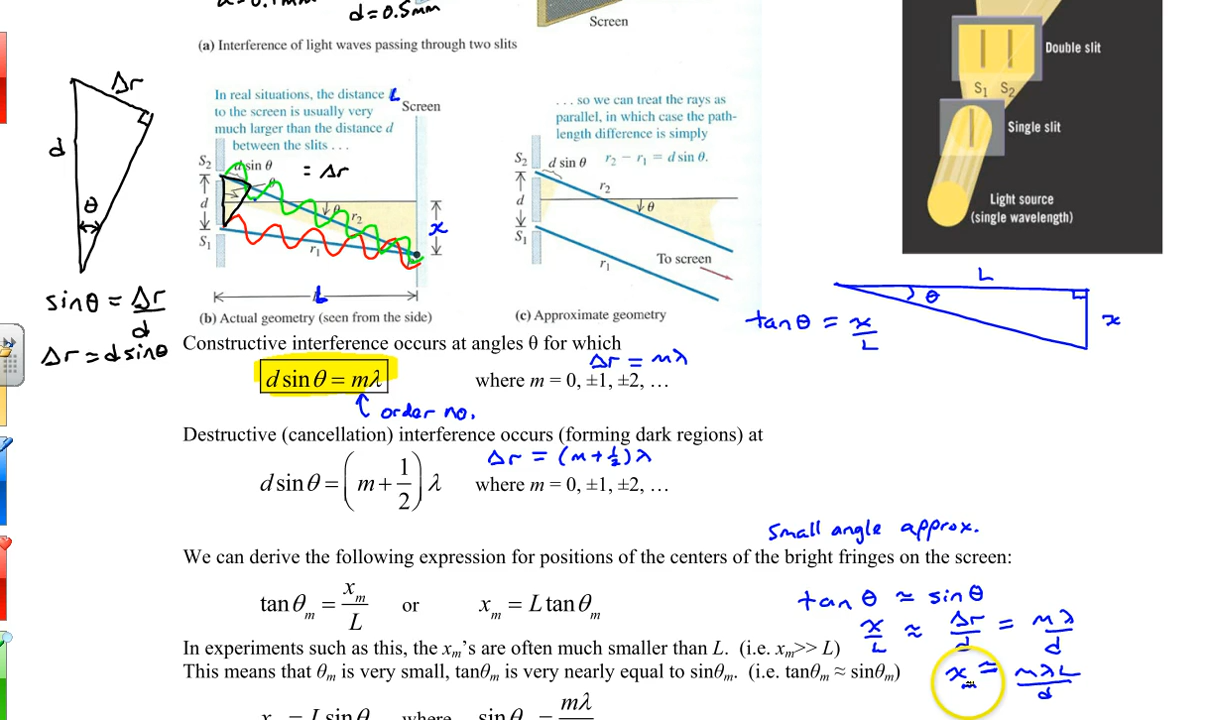 d=0.5mm
Screen
(a) Interference of light waves passing through two slits
Double slit
S₁ S₂
Single slit
Light source
(single wavelength)
Δr
d
θ
sinθ = Δr/d
Δr = d sinθ
In real situations, the distance L
to the screen is usually very
much larger than the distance d
between the slits . . .
Screen
S₂
d sin θ
= Δr
d
θ
r₂
S₁
r₁
x
L
(b) Actual geometry (seen from the side)
. . . so we can treat the rays as
parallel, in which case the path-
length difference is simply
r₂ − r₁ = d sin θ.
S₂
d sin θ
r₂
d
θ
S₁
r₁
To screen
(c) Approximate geometry
L
θ
x
tanθ = x/L
Constructive interference occurs at angles θ for which
Δr = mλ
d sin θ = mλ
where m = 0, ±1, ±2, …
↑ order no.
Destructive (cancellation) interference occurs (forming dark regions) at
Δr = (m+½)λ
d sin θ = (m + 1/2) λ
where m = 0, ±1, ±2, …
Small angle approx.
We can derive the following expression for positions of the centers of the bright fringes on the screen:
tan θₘ = xₘ/L or xₘ = L tan θₘ
tan θ ≈ sin θ
x/L ≈ Δr/d = mλ/d
In experiments such as this, the xₘ's are often much smaller than L. (i.e. xₘ>> L)
This means that θₘ is very small, tanθₘ is very nearly equal to sinθₘ. (i.e. tanθₘ ≈ sinθₘ)
xₘ ≈ mλL/d
where
mλ